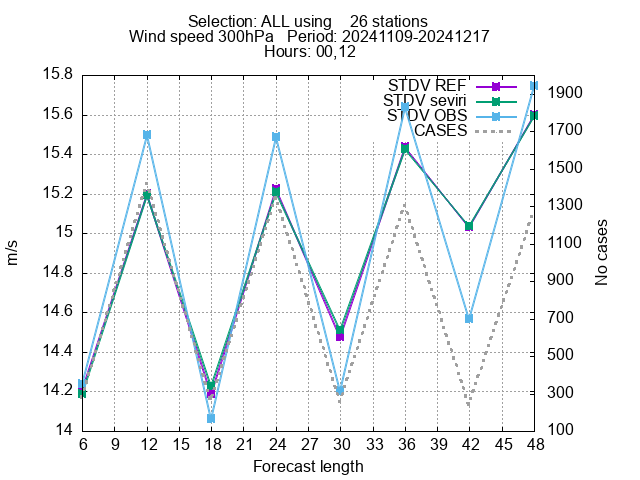 Selection: ALL using 26 stations
Wind speed 300hPa Period: 20241109-20241217
Hours: 00,12
STDV REF
STDV seviri
STDV OBS
CASES
15.8
15.6
15.4
15.2
15
14.8
14.6
14.4
14.2
14
m/s
1900
1700
1500
1300
1100
900
700
500
300
100
No cases
6 9 12 15 18 21 24 27 30 33 36 39 42 45 48
Forecast length